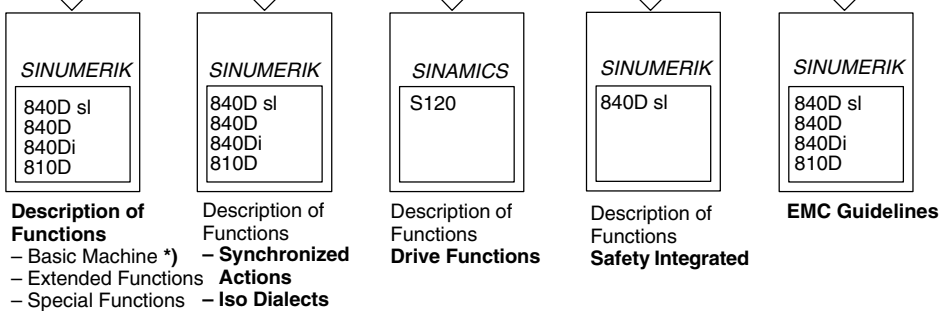 SINUMERIK
840D sl
840D
840Di
810D
Description of
Functions
– Basic Machine *)
– Extended Functions
– Special Functions
SINUMERIK
840D sl
840D
840Di
810D
Description of
Functions
– Synchronized
Actions
– Iso Dialects
SINAMICS
S120
Description of
Functions
Drive Functions
SINUMERIK
840D sl
Description of
Functions
Safety Integrated
SINUMERIK
840D sl
840D
840Di
810D
EMC Guidelines